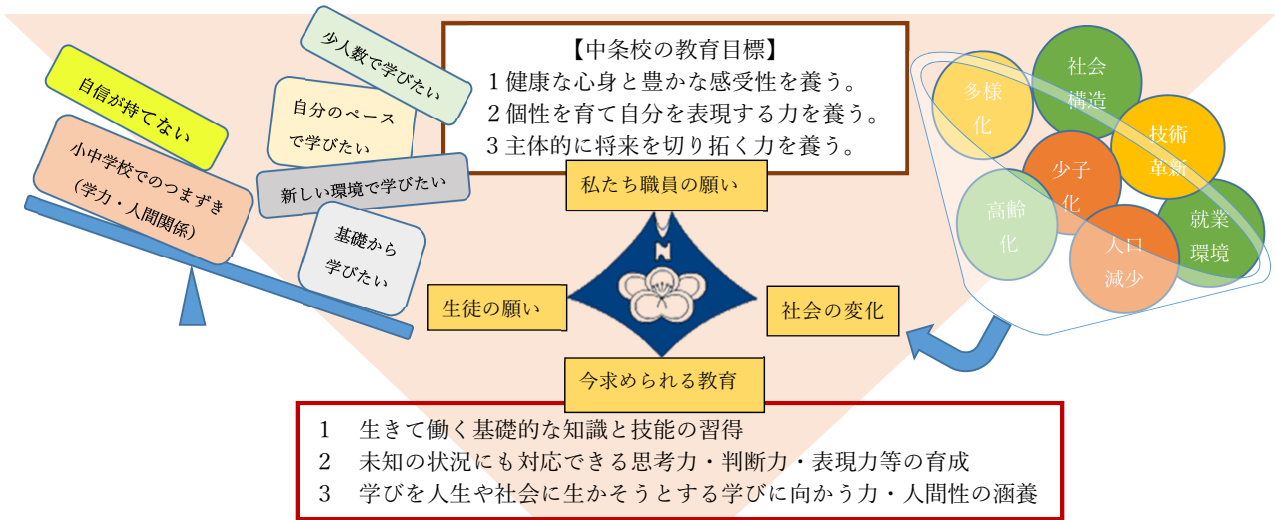 【中条校の教育目標】
1 健康な心身と豊かな感受性を養う。
2 個性を育て自分を表現する力を養う。
3 主体的に将来を切り拓く力を養う。
私たち職員の願い
少人数で学びたい
自信が持てない
自分のペース
で学びたい
小中学校でのつまずき
(学力・人間関係)
新しい環境で学びたい
基礎から
学びたい
生徒の願い
N
社会の変化
多様
化
社会
構造
技術
革新
少子
化
高齢
化
人口
減少
就業
環境
今求められる教育
1 生きて働く基礎的な知識と技能の習得
2 未知の状況にも対応できる思考力・判断力・表現力等の育成
3 学びを人生や社会に生かそうとする学びに向かう力・人間性の涵養